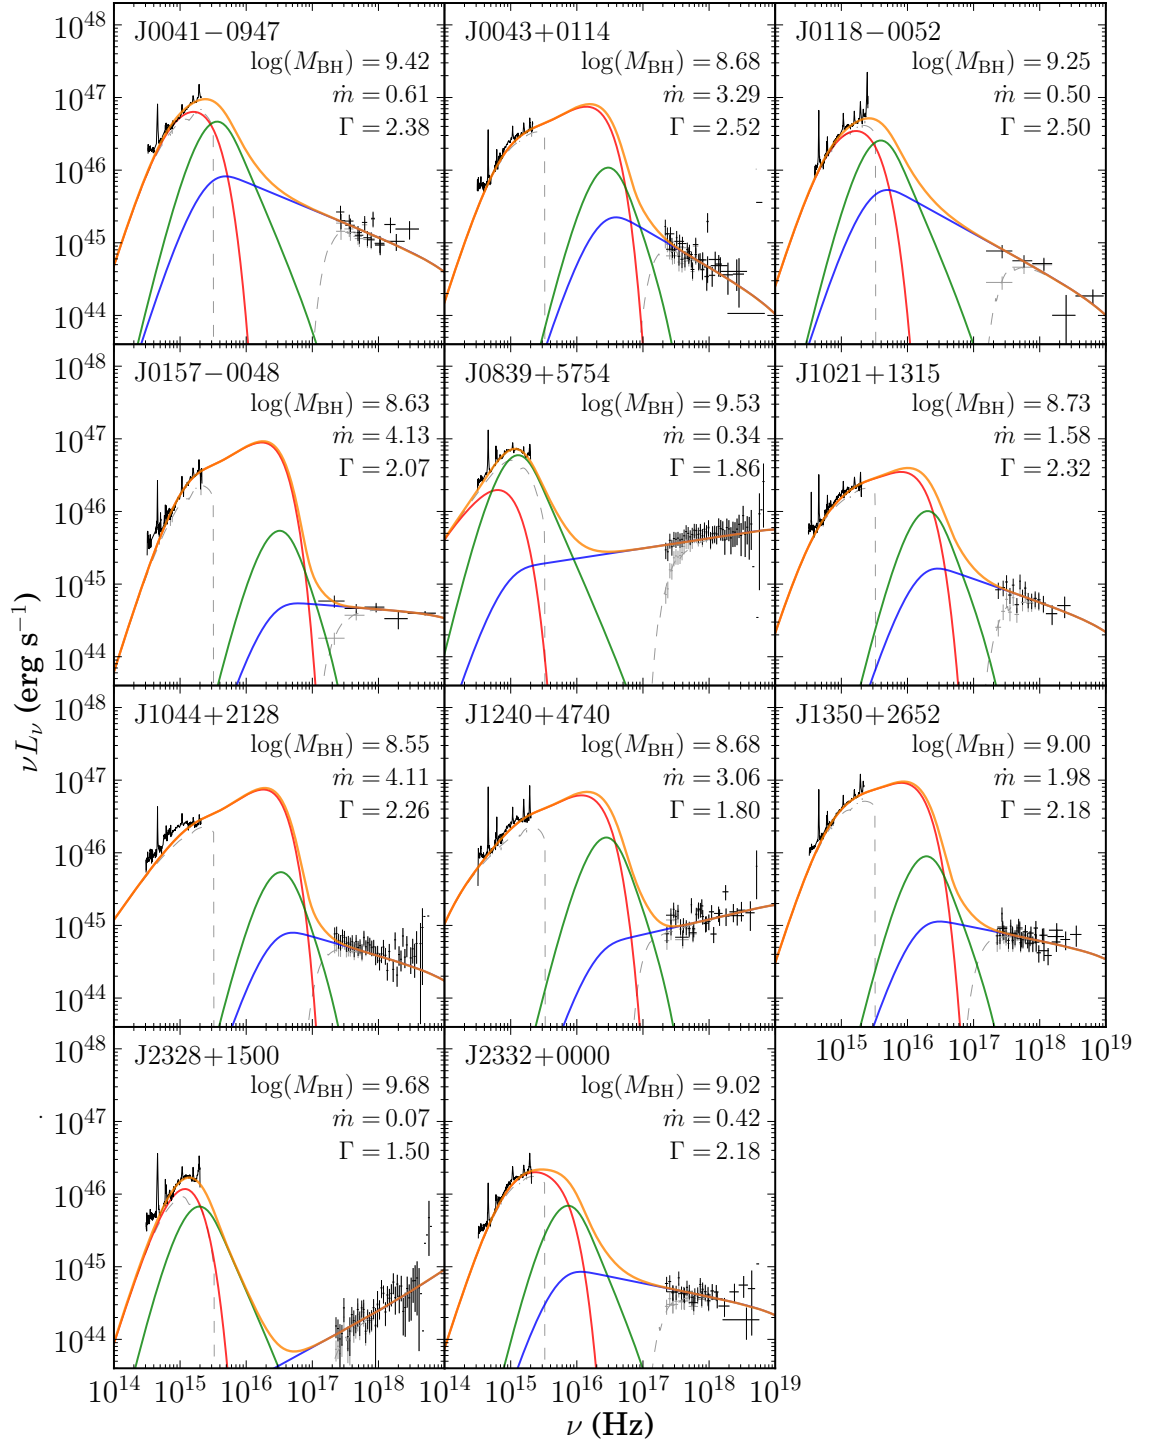 J0041−0947
log(M_BH) = 9.42
ṁ = 0.61
Γ = 2.38
J0043+0114
log(M_BH) = 8.68
ṁ = 3.29
Γ = 2.52
J0118−0052
log(M_BH) = 9.25
ṁ = 0.50
Γ = 2.50
10^48
10^47
10^46
10^45
10^44
J0157−0048
log(M_BH) = 8.63
ṁ = 4.13
Γ = 2.07
J0839+5754
log(M_BH) = 9.53
ṁ = 0.34
Γ = 1.86
J1021+1315
log(M_BH) = 8.73
ṁ = 1.58
Γ = 2.32
10^48
10^47
10^46
10^45
10^44
νL_ν (erg s^−1)
J1044+2128
log(M_BH) = 8.55
ṁ = 4.11
Γ = 2.26
J1240+4740
log(M_BH) = 8.68
ṁ = 3.06
Γ = 1.80
J1350+2652
log(M_BH) = 9.00
ṁ = 1.98
Γ = 2.18
10^48
10^47
10^46
10^45
10^44
10^15 10^16 10^17 10^18 10^19
J2328+1500
log(M_BH) = 9.68
ṁ = 0.07
Γ = 1.50
J2332+0000
log(M_BH) = 9.02
ṁ = 0.42
Γ = 2.18
10^48
10^47
10^46
10^45
10^44
10^14 10^15 10^16 10^17 10^18 10^14 10^15 10^16 10^17 10^18 10^19
ν (Hz)